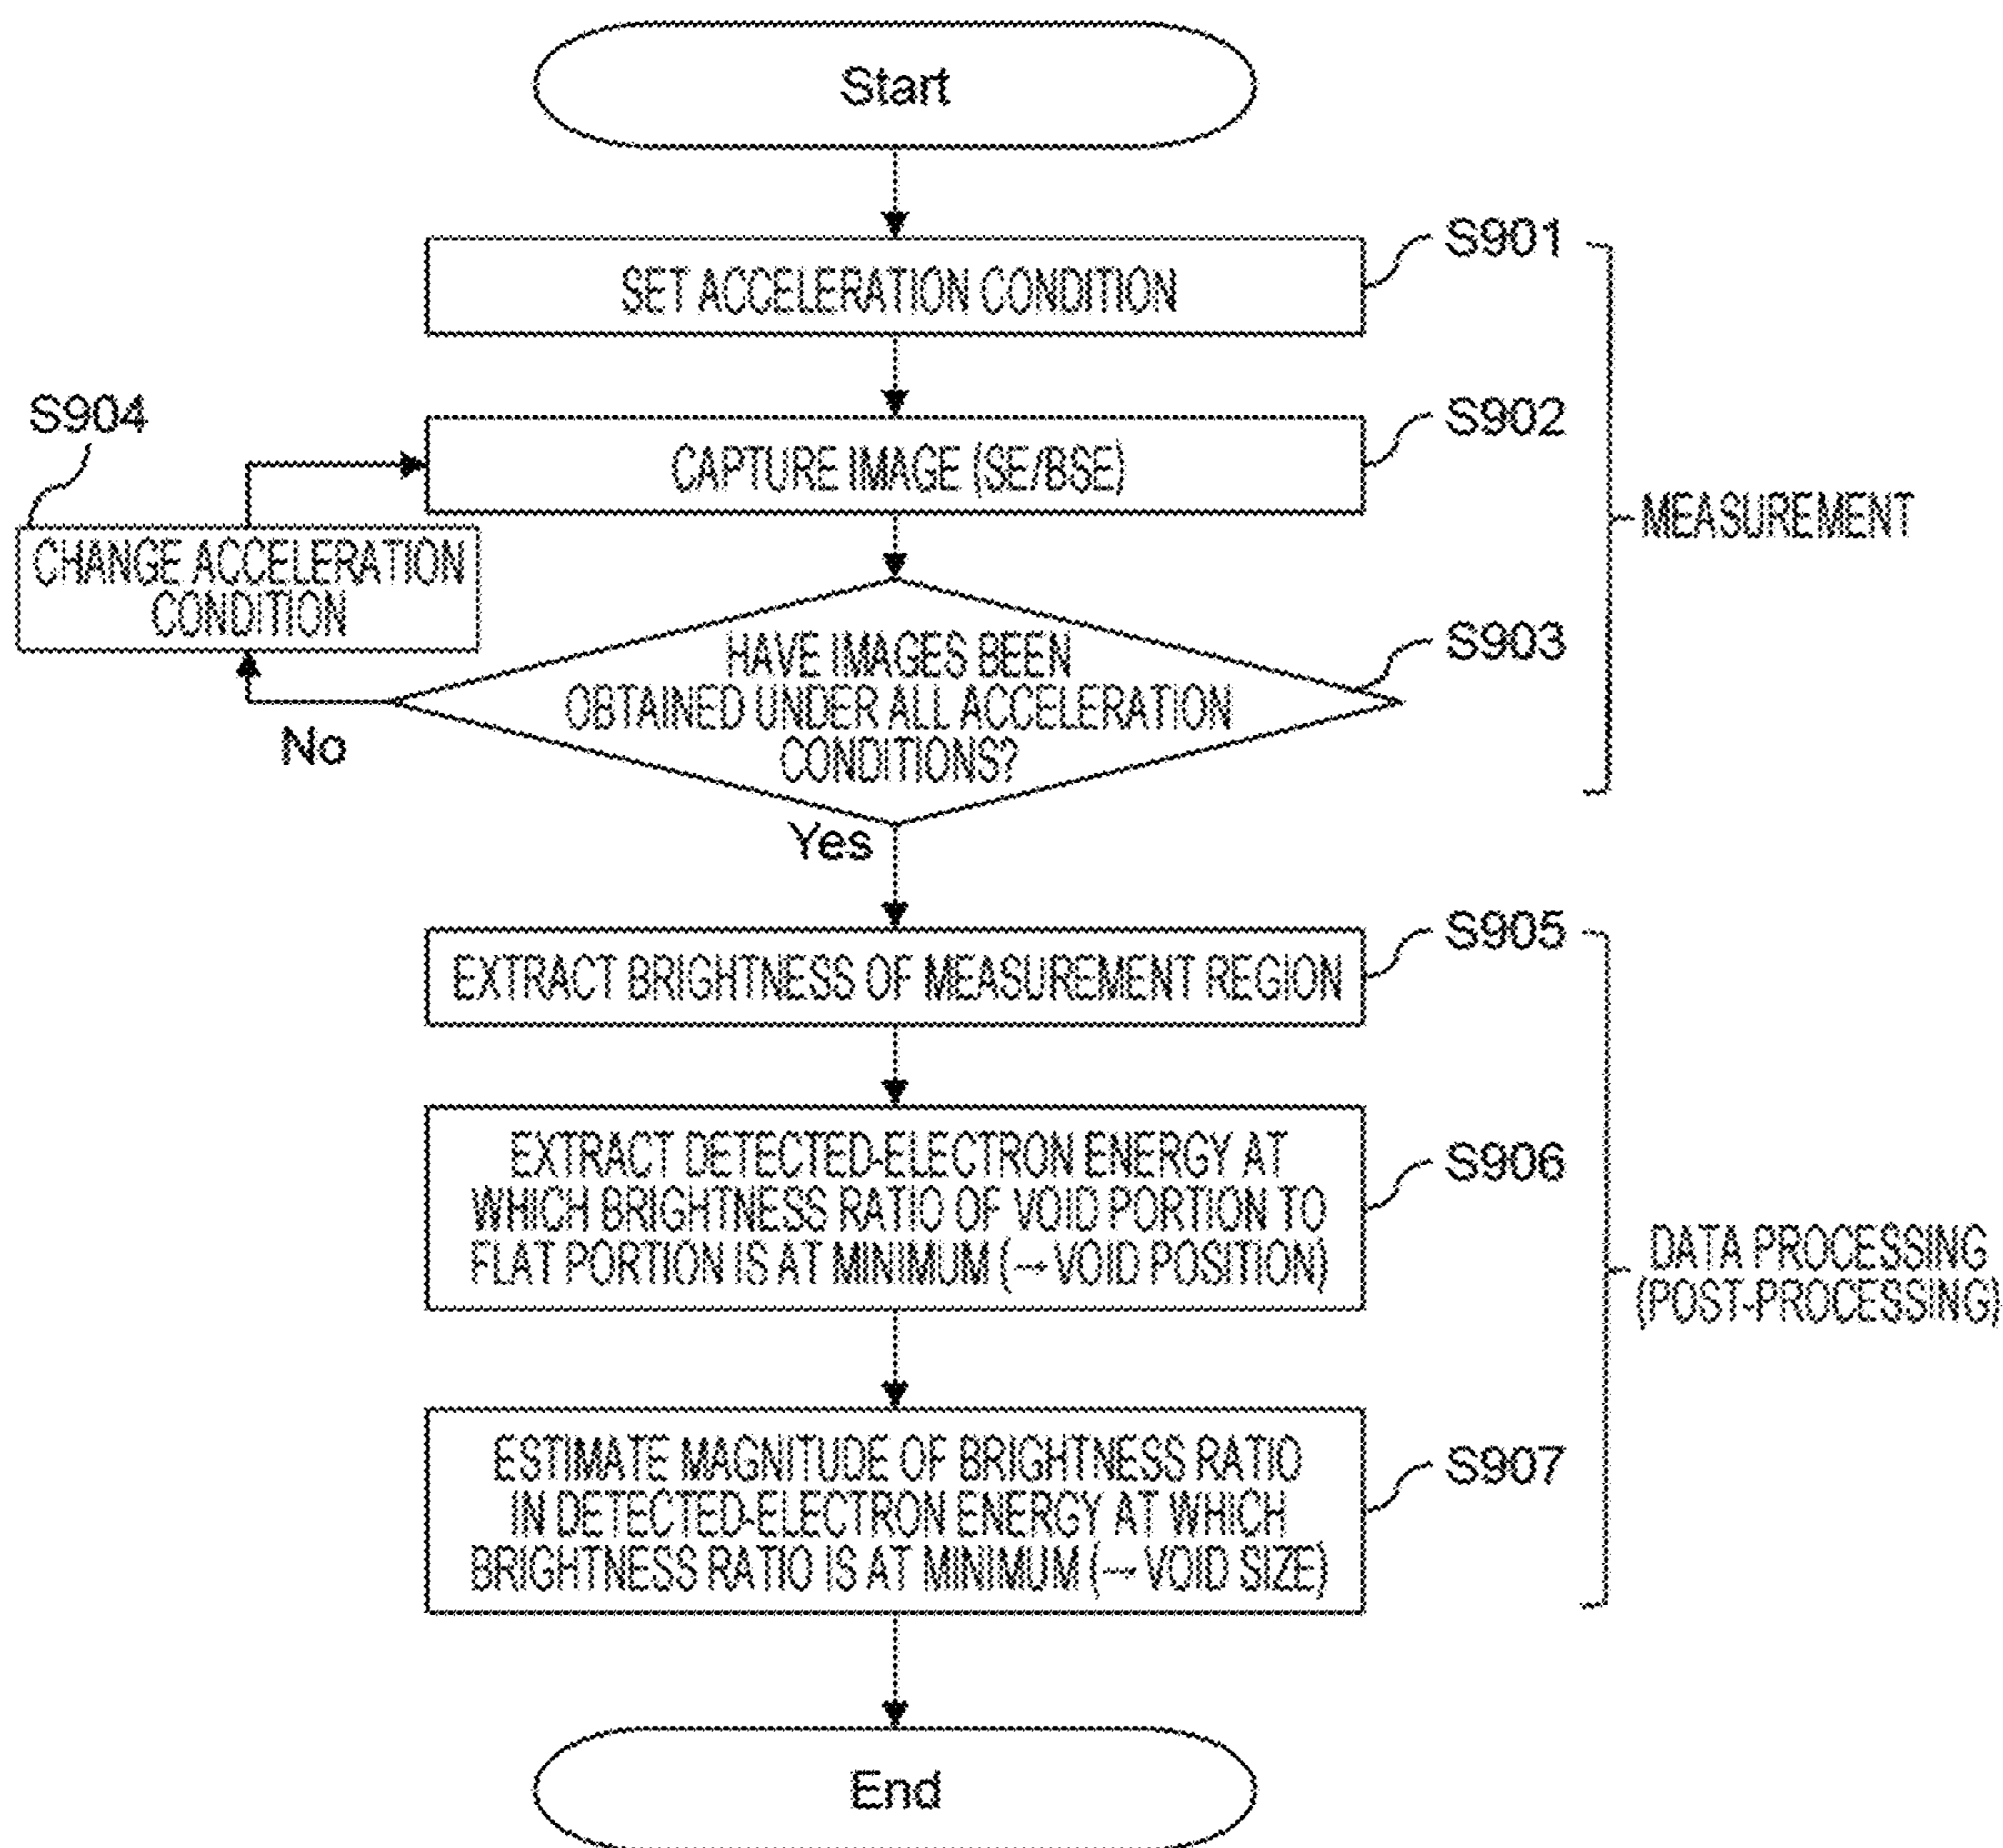 Start
S901
SET ACCELERATION CONDITION
S904
S902
CAPTURE IMAGE (SE/BSE)
MEASUREMENT
CHANGE ACCELERATION
CONDITION
S903
HAVE IMAGES BEEN
OBTAINED UNDER ALL ACCELERATION
CONDITIONS?
No
Yes
S905
EXTRACT BRIGHTNESS OF MEASUREMENT REGION
S906
EXTRACT DETECTED-ELECTRON ENERGY AT
WHICH BRIGHTNESS RATIO OF VOID PORTION TO
FLAT PORTION IS AT MINIMUM (→ VOID POSITION)
DATA PROCESSING
(POST-PROCESSING)
S907
ESTIMATE MAGNITUDE OF BRIGHTNESS RATIO
IN DETECTED-ELECTRON ENERGY AT WHICH
BRIGHTNESS RATIO IS AT MINIMUM (→ VOID SIZE)
End